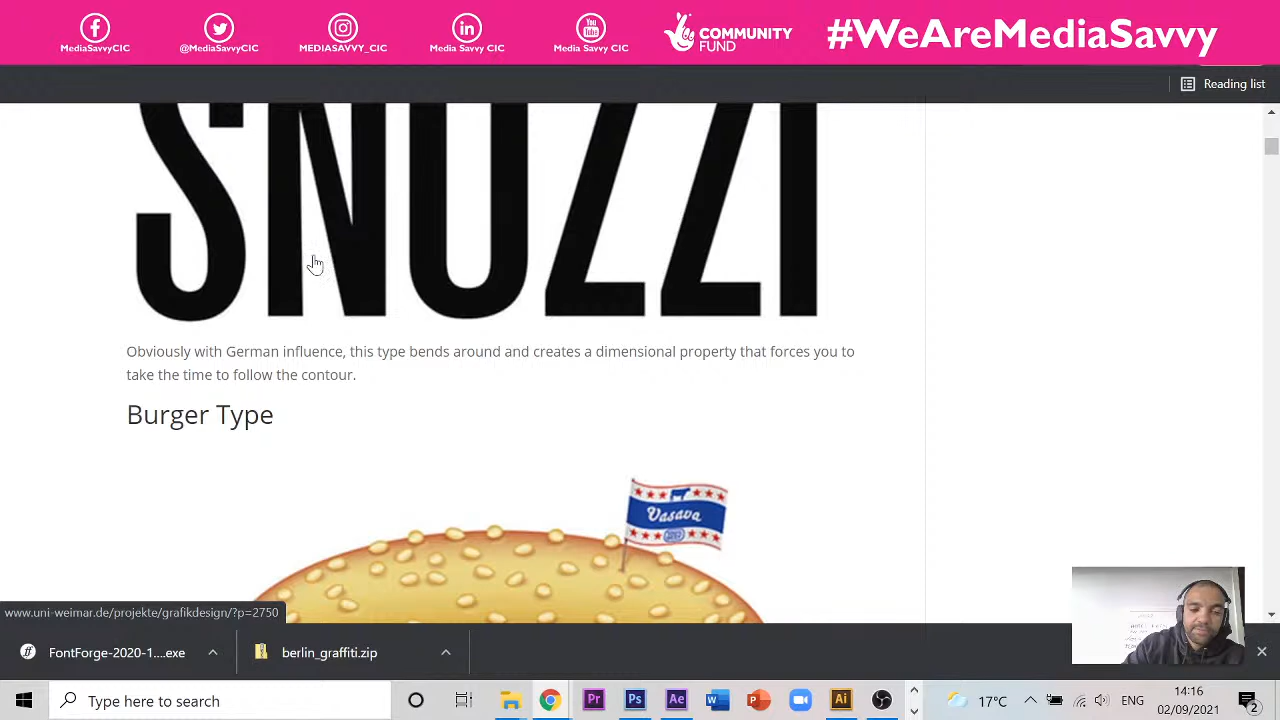 MediaSavvyCIC
@MediaSavvyCIC
MEDIASAVVY_CIC
Media Savvy CIC
Media Savvy CIC
COMMUNITY
FUND
#WeAreMediaSavvy
Reading list
SNUZZI
Obviously with German influence, this type bends around and creates a dimensional property that forces you to
take the time to follow the contour.
Burger Type
Vasava
www.uni-weimar.de/projekte/grafikdesign/?p=2750
FontForge-2020-1....exe
berlin_graffiti.zip
Type here to search
17°C
ENG
14:16
02/09/2021
2